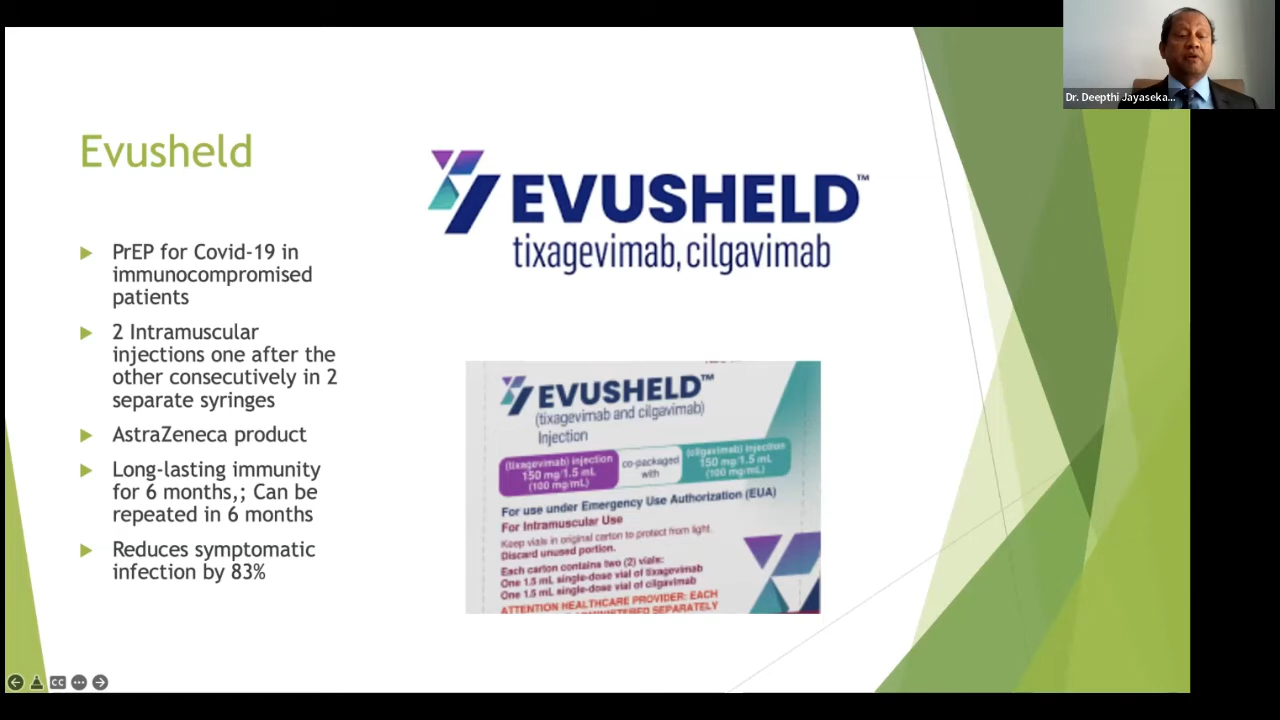 Dr. Deepthi Jayaseka...
Evusheld
PrEP for Covid-19 in
immunocompromised
patients
2 Intramuscular
injections one after the
other consecutively in 2
separate syringes
AstraZeneca product
Long-lasting immunity
for 6 months,; Can be
repeated in 6 months
Reduces symptomatic
infection by 83%
EVUSHELD™
tixagevimab, cilgavimab
EVUSHELD™
(tixagevimab and cilgavimab)
Injection
(tixagevimab) injection
150 mg/1.5 mL
(100 mg/mL)
co-packaged
with
(cilgavimab) injection
150 mg/1.5 mL
(100 mg/mL)
For use under Emergency Use Authorization (EUA)
For Intramuscular Use
Keep vials in original carton to protect from light.
Discard unused portion.
Each carton contains two (2) vials:
One 1.5 mL single-dose vial of tixagevimab
One 1.5 mL single-dose vial of cilgavimab
ATTENTION HEALTHCARE PROVIDER: EACH
ADMINISTERED SEPARATELY
CC